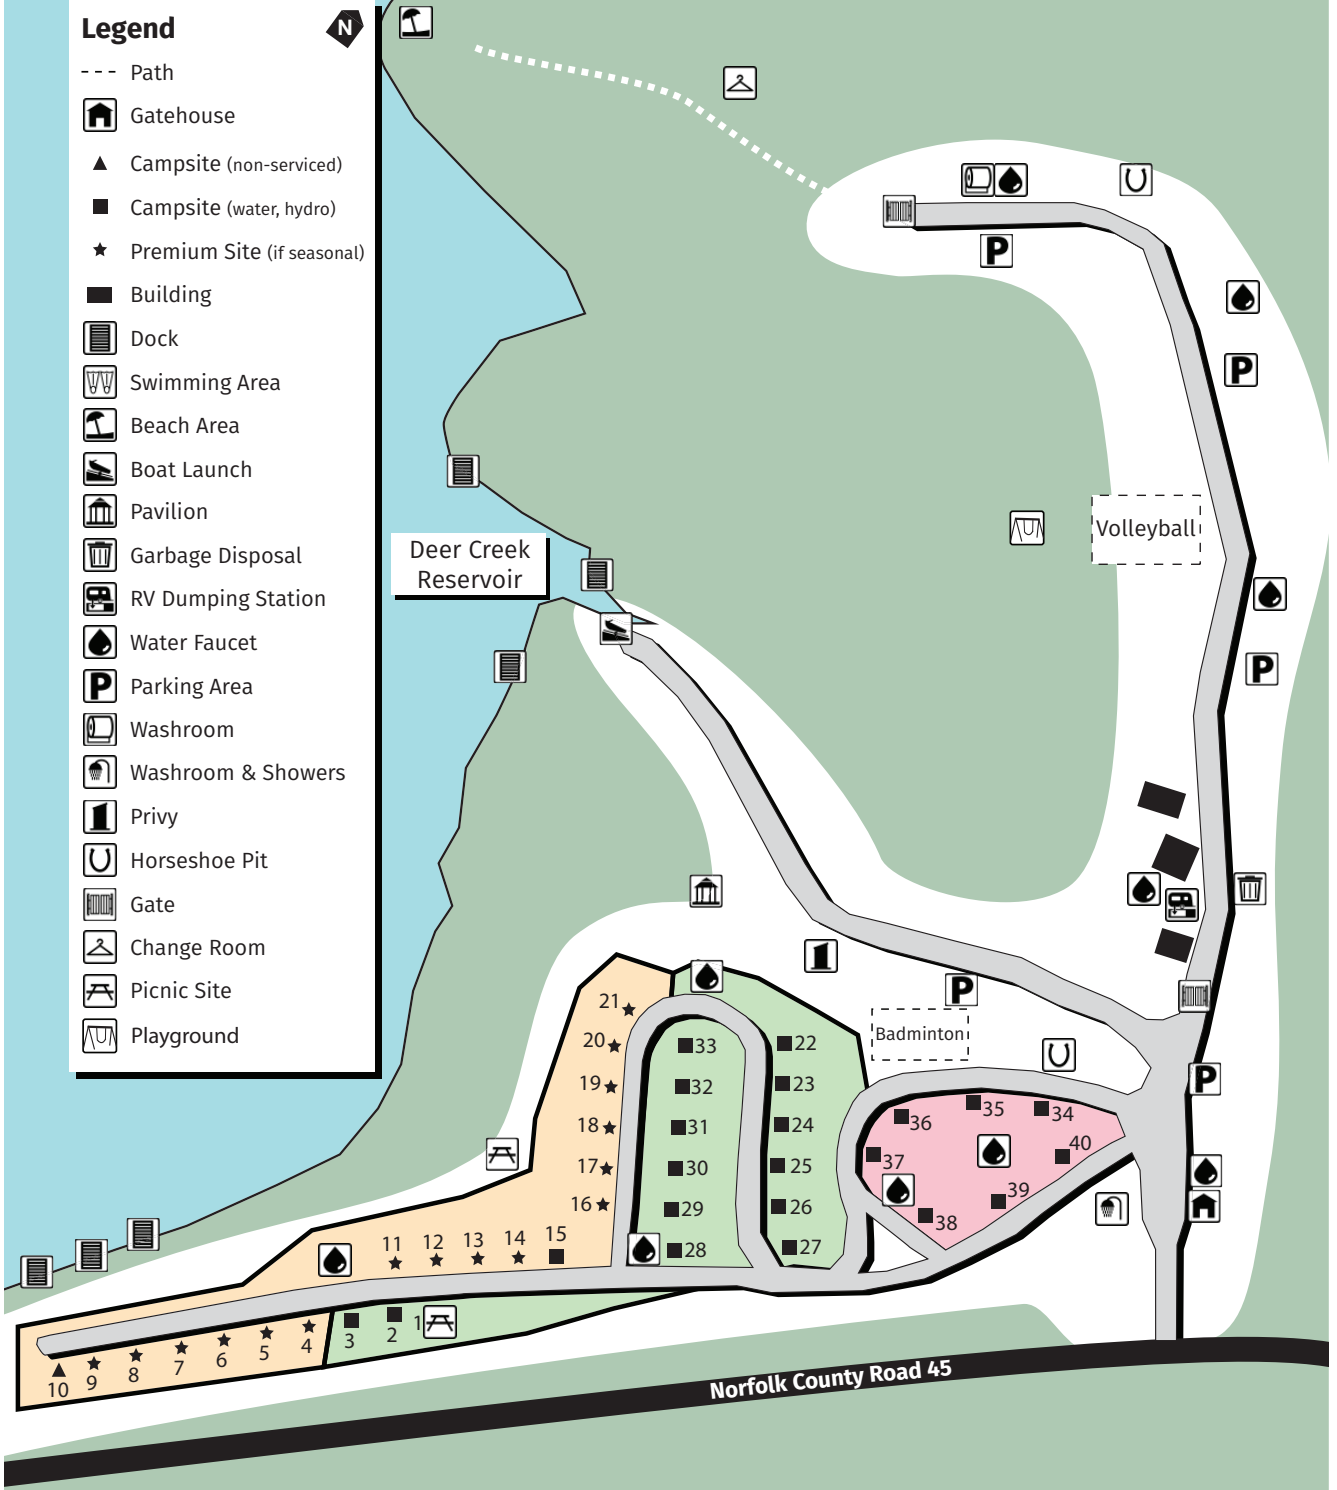 Legend
N
Path
Gatehouse
Campsite (non-serviced)
Campsite (water, hydro)
Premium Site (if seasonal)
Building
Dock
Swimming Area
Beach Area
Boat Launch
Pavilion
Garbage Disposal
RV Dumping Station
Water Faucet
P Parking Area
Washroom
Washroom & Showers
Privy
Horseshoe Pit
Gate
Change Room
Picnic Site
Playground
P
P
Volleyball
Deer Creek
Reservoir
P
P
Badminton
P
21
20
19
18
17
16
33
32
31
30
29
28
22
23
24
25
26
27
36
35
34
37
40
39
38
11
12
13
14
15
10
9
8
7
6
5
4
3
2
1
Norfolk County Road 45